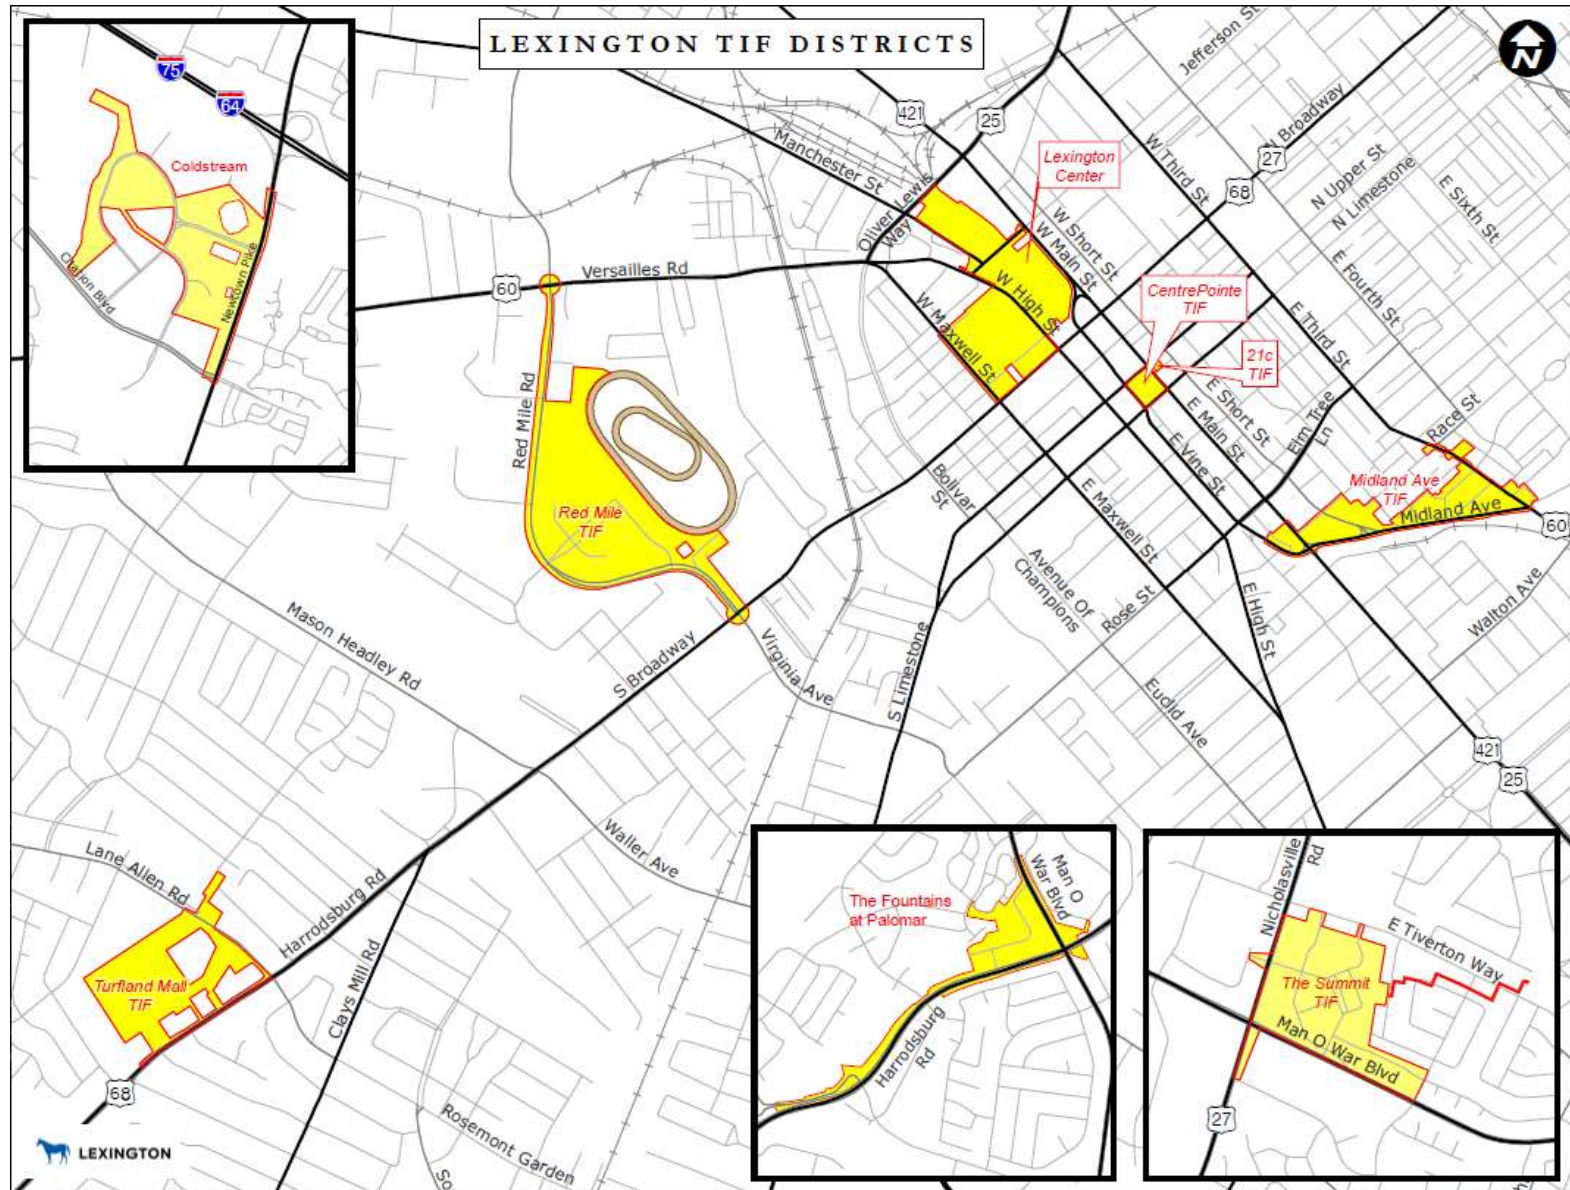 LEXINGTON TIF DISTRICTS
N
75
64
Coldstream
Newtown Pike
Citation Blvd
421
25
Jefferson St
N Broadway
27
68
Manchester St
Lexington
Center
W Third St
N Upper St
N Limestone
E Sixth St
Oliver Lewis
Way
W Short St
W Main St
E Fourth St
60
Versailles Rd
CentrePointe
TIF
W High St
W Maxwell St
E Third St
21c
TIF
Red Mile Rd
E Short St
E Main St
Elm Tree
Ln
Race St
E Vine St
Bolivar
St
Midland Ave
TIF
Midland Ave
60
Red Mile
TIF
E Maxwell St
Avenue Of
Champions
Rose St
E High St
Walton Ave
Mason Headley Rd
S Broadway
Virginia Ave
S Limestone
Euclid Ave
421
25
Waller Ave
Lane Allen Rd
Harrodsburg Rd
Clays Mill Rd
Turfland Mall
TIF
68
The Fountains
at Palomar
Man O
War Blvd
Harrodsburg
Rd
Nicholasville
Rd
E Tiverton Way
The Summit
TIF
Man O War Blvd
27
Rosemont Garden
So
LEXINGTON